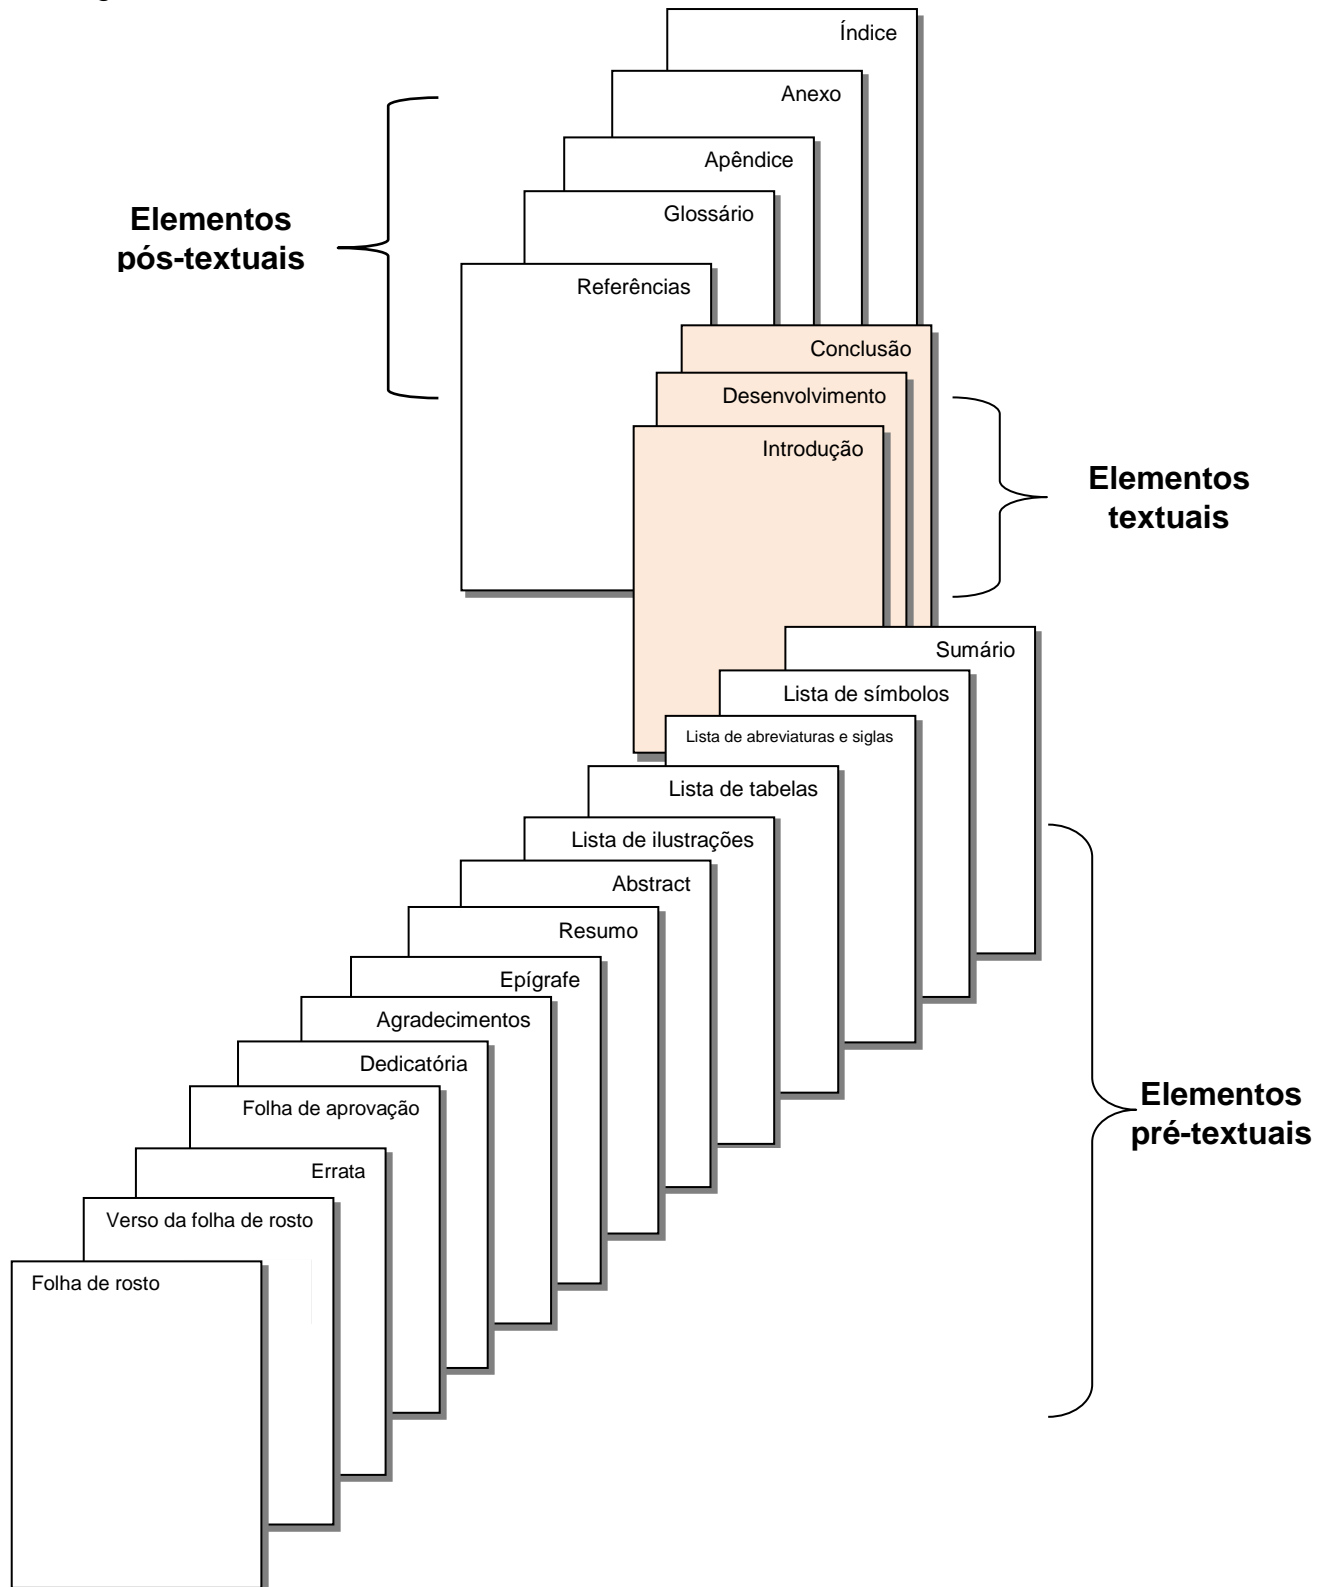 Índice
Anexo
Apêndice
Glossário
Elementos
pós-textuais
Referências
Conclusão
Desenvolvimento
Introdução
Elementos
textuais
Sumário
Lista de símbolos
Lista de abreviaturas e siglas
Lista de tabelas
Lista de ilustrações
Abstract
Resumo
Epígrafe
Agradecimentos
Dedicatória
Folha de aprovação
Elementos
pré-textuais
Errata
Verso da folha de rosto
Folha de rosto